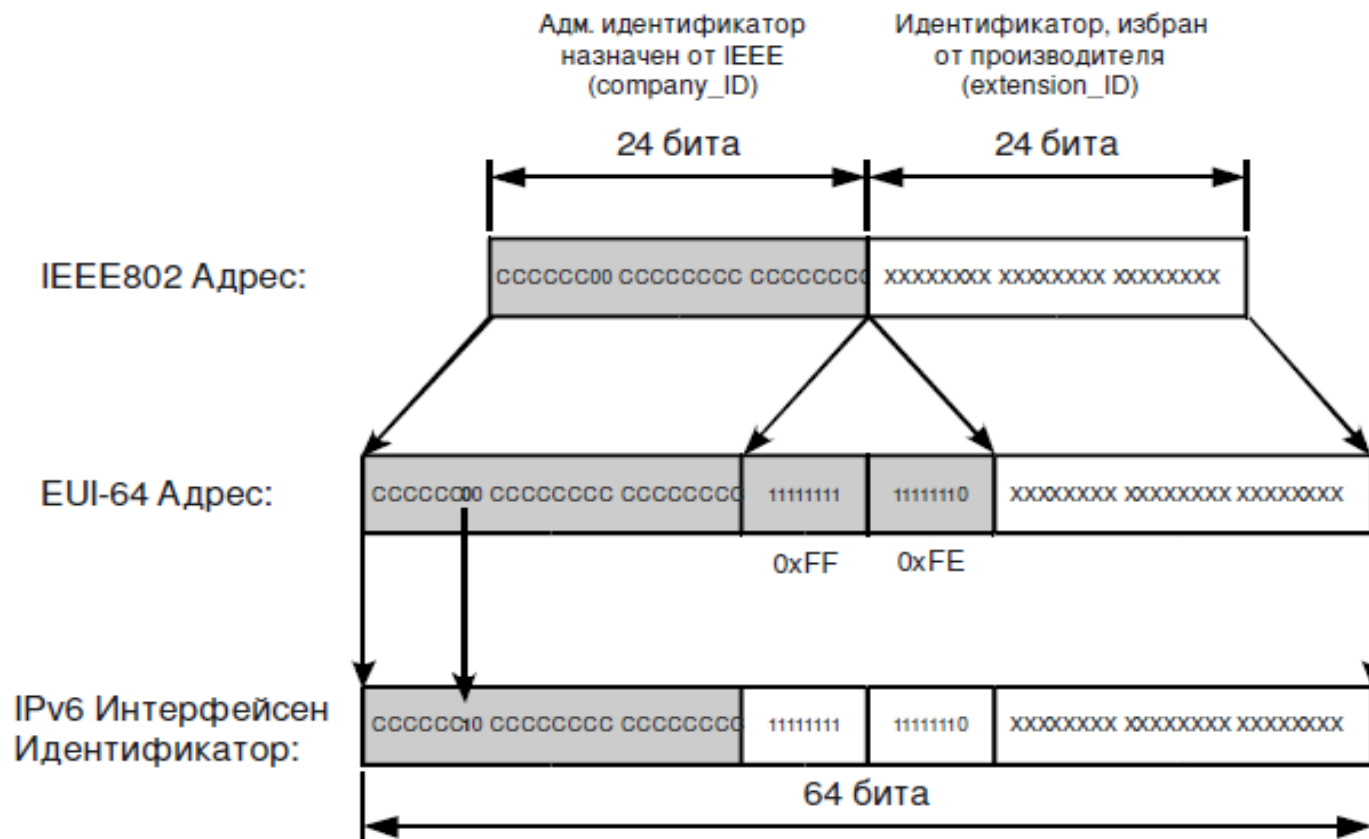 Адм. идентификатор
назначен от IEEE
(company_ID)
Идентификатор, избран
от производителя
(extension_ID)
24 бита
24 бита
IEEE802 Адрес:
CCCCCC00 CCCCCCCC CCCCCCCC
XXXXXXXX XXXXXXXX XXXXXXXX
EUI-64 Адрес:
CCCCCC00 CCCCCCCC CCCCCCCC
11111111
11111110
XXXXXXXX XXXXXXXX XXXXXXXX
0xFF
0xFE
IPv6 Интерфейсен
Идентификатор:
CCCCCC10 CCCCCCCC CCCCCCCC
11111111
11111110
XXXXXXXX XXXXXXXX XXXXXXXX
64 бита